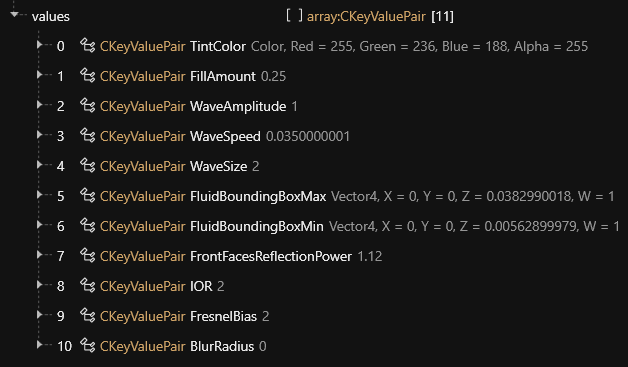 values [ ] array:CKeyValuePair [11]
0 CKeyValuePair TintColor Color, Red = 255, Green = 236, Blue = 188, Alpha = 255
1 CKeyValuePair FillAmount 0.25
2 CKeyValuePair WaveAmplitude 1
3 CKeyValuePair WaveSpeed 0.0350000001
4 CKeyValuePair WaveSize 2
5 CKeyValuePair FluidBoundingBoxMax Vector4, X = 0, Y = 0, Z = 0.0382990018, W = 1
6 CKeyValuePair FluidBoundingBoxMin Vector4, X = 0, Y = 0, Z = 0.00562899979, W = 1
7 CKeyValuePair FrontFacesReflectionPower 1.12
8 CKeyValuePair IOR 2
9 CKeyValuePair FresnelBias 2
10 CKeyValuePair BlurRadius 0